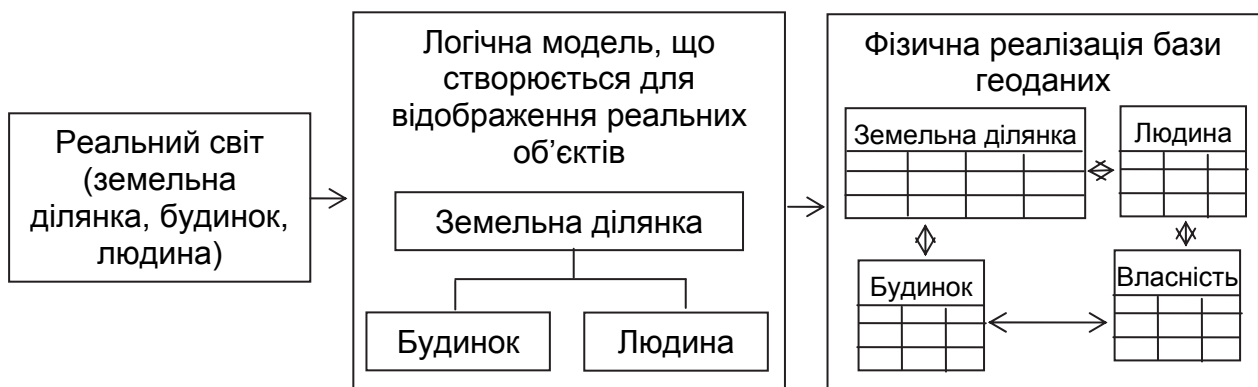 Реальний світ
(земельна
ділянка, будинок,
людина)
Логічна модель, що
створюється для
відображення реальних
об’єктів
Земельна ділянка
Будинок
Людина
Фізична реалізація бази
геоданих
Земельна ділянка
Людина
Будинок
Власність